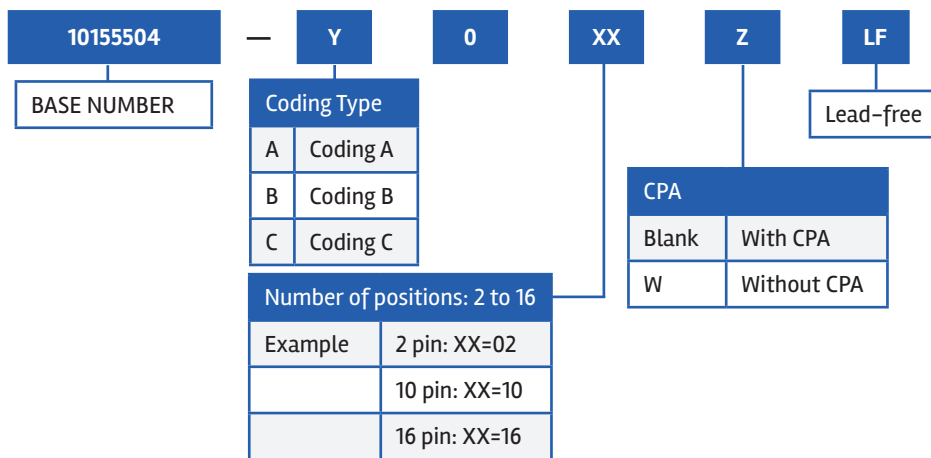 10155504 — Y 0 XX Z LF
BASE NUMBER
Coding Type
A Coding A
B Coding B
C Coding C
Lead-free
CPA
Blank With CPA
W Without CPA
Number of positions: 2 to 16
Example 2 pin: XX=02
10 pin: XX=10
16 pin: XX=16